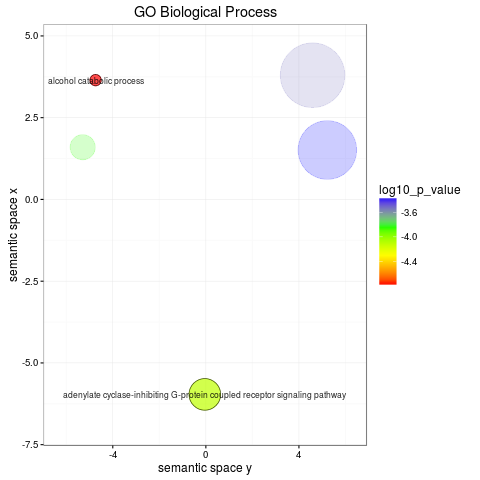 GO Biological Process
5.0
2.5
0.0
-2.5
-5.0
-7.5
semantic space x
alcohol catabolic process
adenylate cyclase-inhibiting G-protein coupled receptor signaling pathway
-4
0
4
semantic space y
log10_p_value
-3.6
-4.0
-4.4